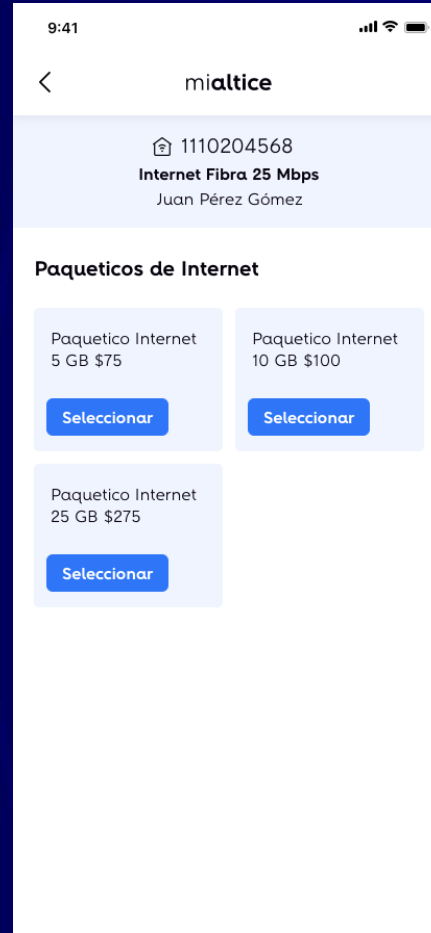 9:41
mialtice
1110204568
Internet Fibra 25 Mbps
Juan Pérez Gómez
Paqueticos de Internet
Paquetico Internet
5 GB $75
Seleccionar
Paquetico Internet
10 GB $100
Seleccionar
Paquetico Internet
25 GB $275
Seleccionar